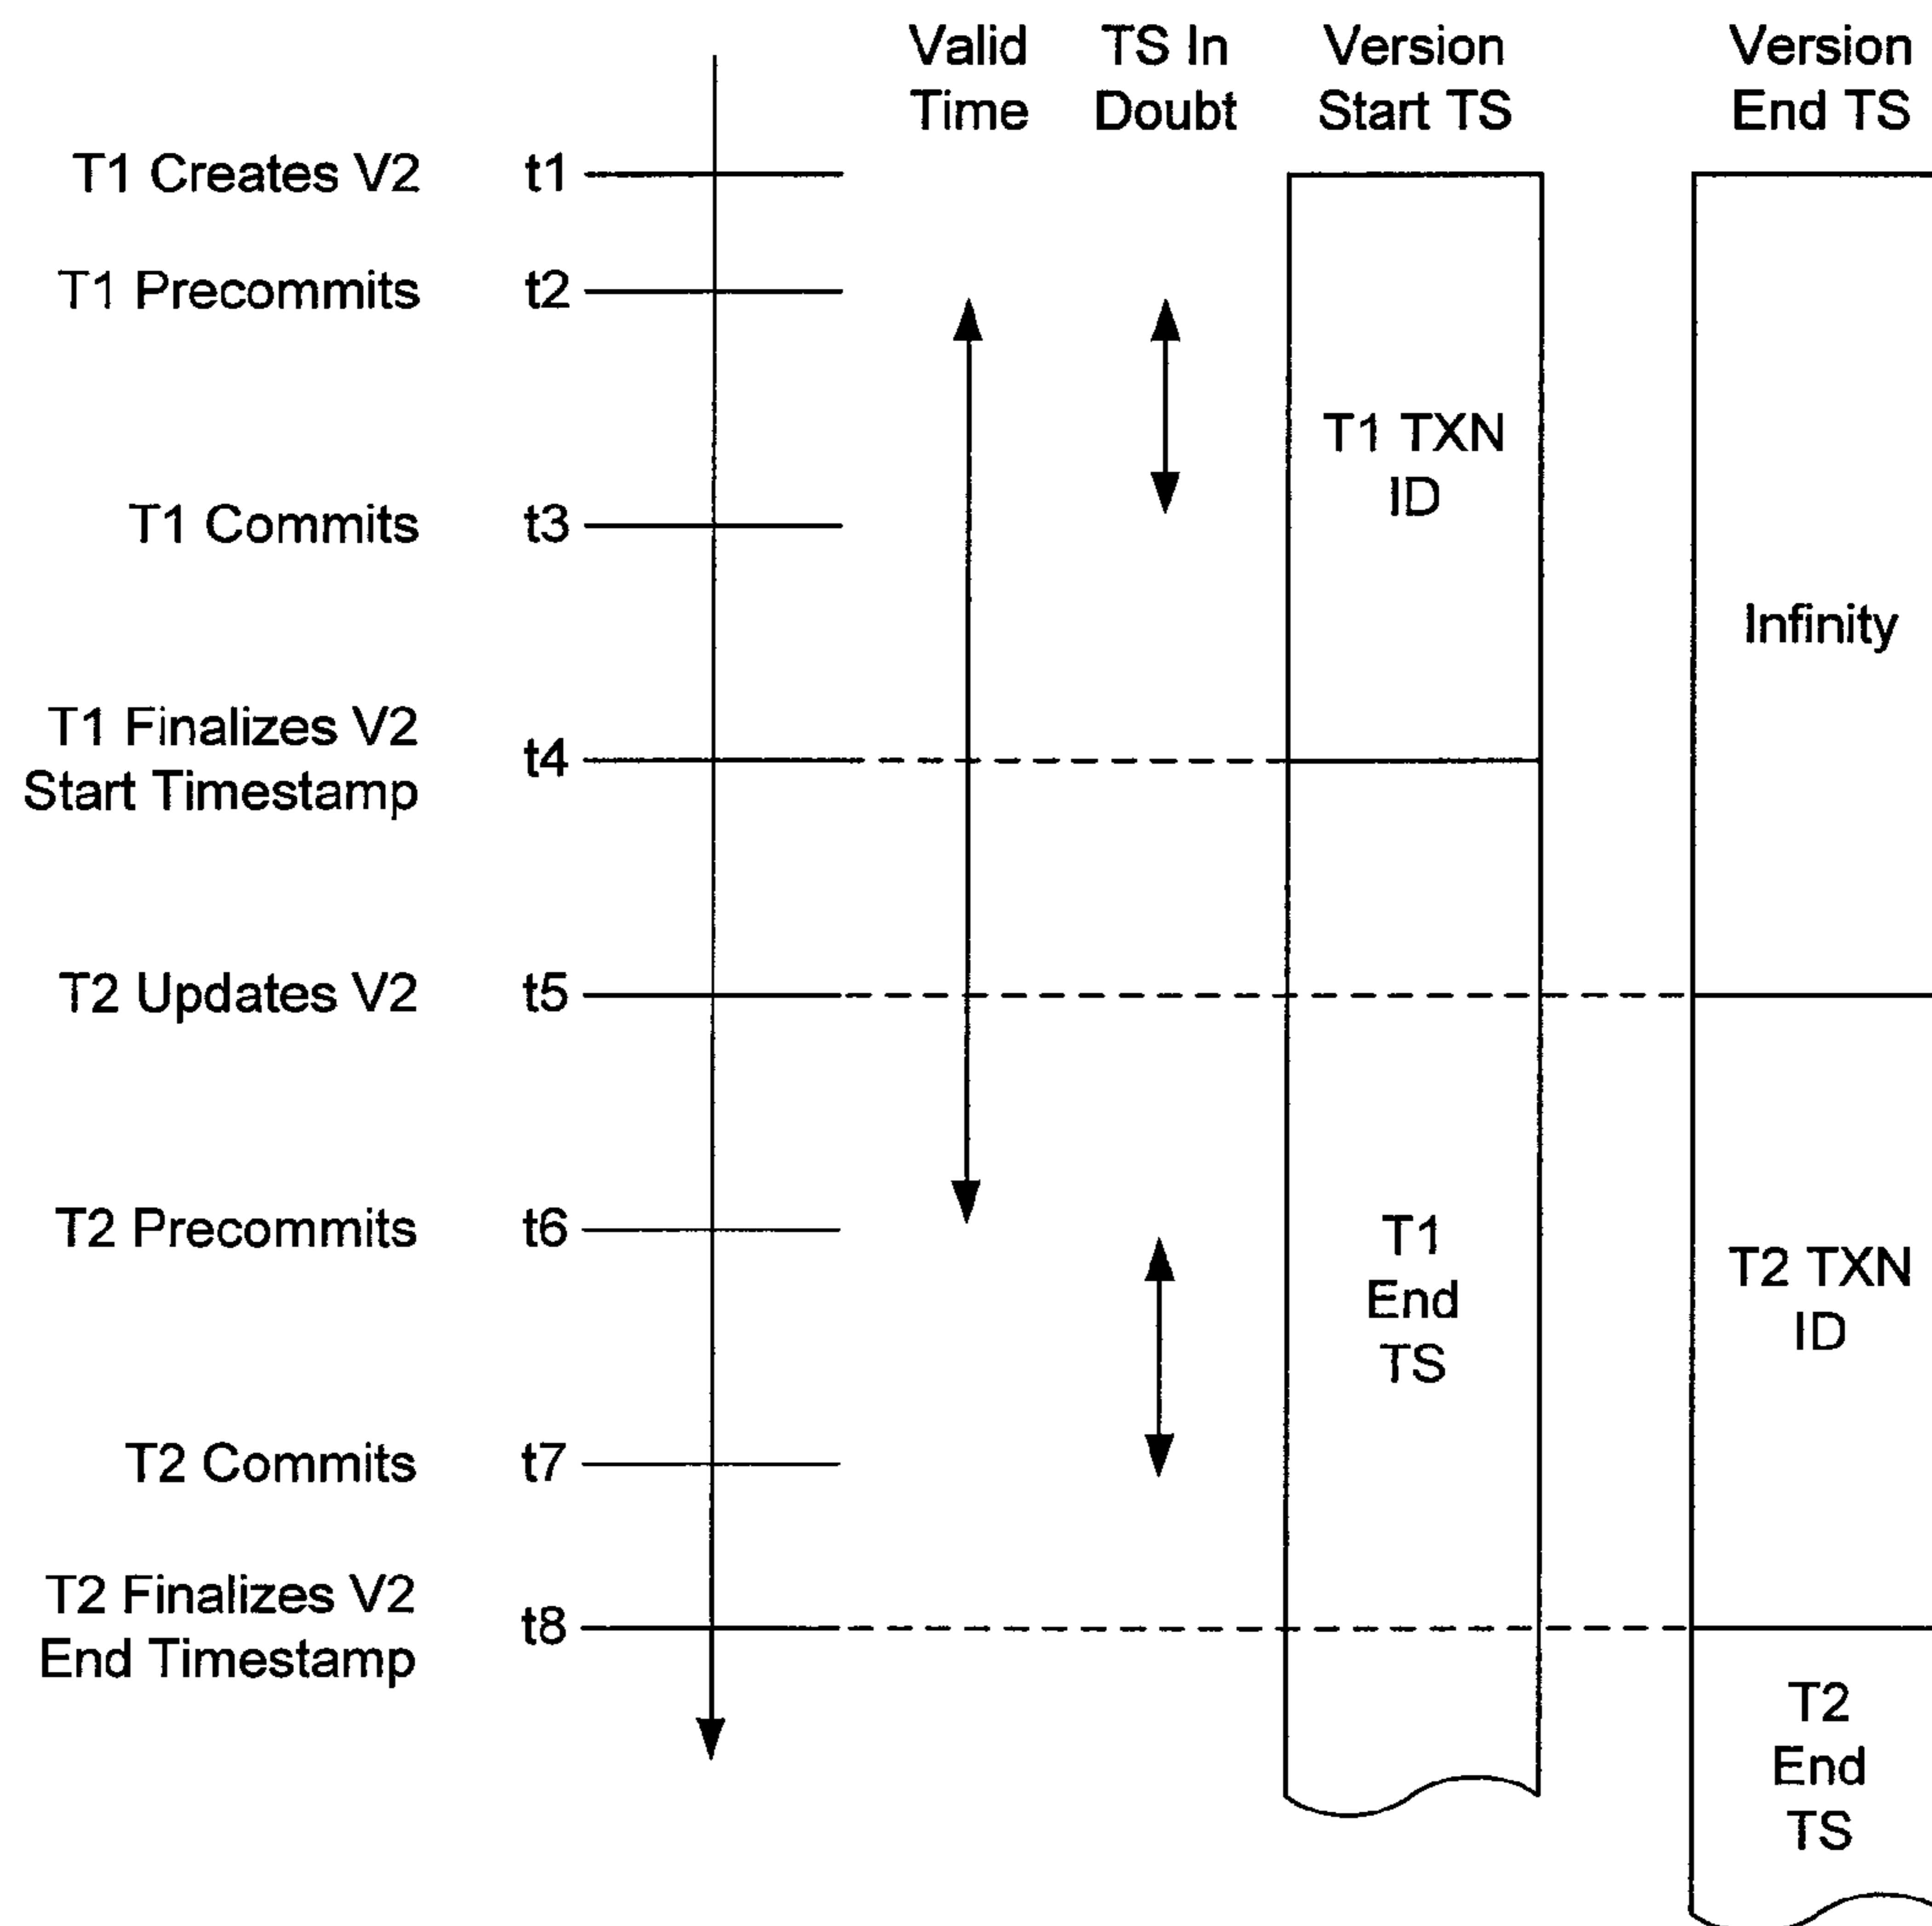 Valid Time
TS In Doubt
Version Start TS
Version End TS
T1 Creates V2 t1
T1 Precommits t2
T1 TXN ID
T1 Commits t3
Infinity
T1 Finalizes V2 Start Timestamp t4
T2 Updates V2 t5
T2 Precommits t6
T1 End TS
T2 TXN ID
T2 Commits t7
T2 Finalizes V2 End Timestamp t8
T2 End TS